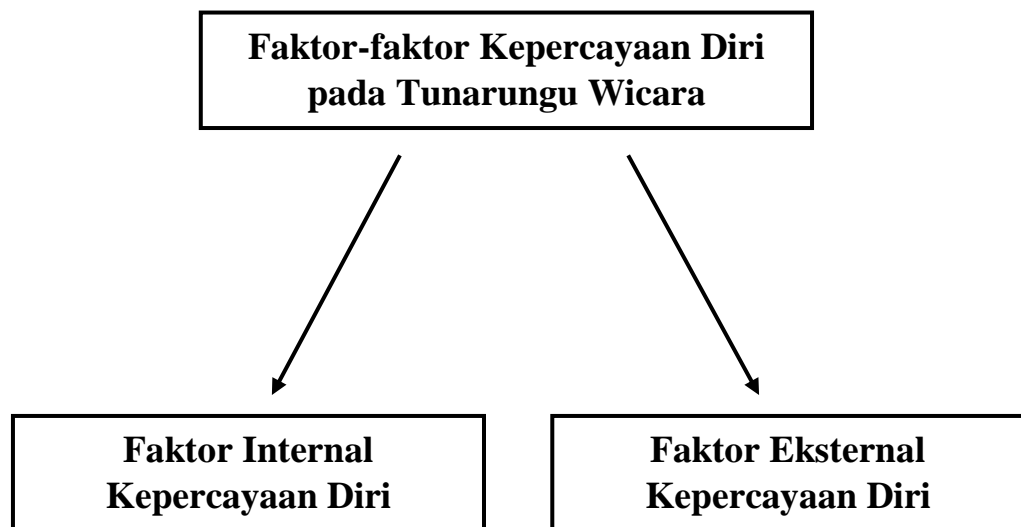 Faktor-faktor Kepercayaan Diri
pada Tunarungu Wicara
Faktor Internal
Kepercayaan Diri
Faktor Eksternal
Kepercayaan Diri